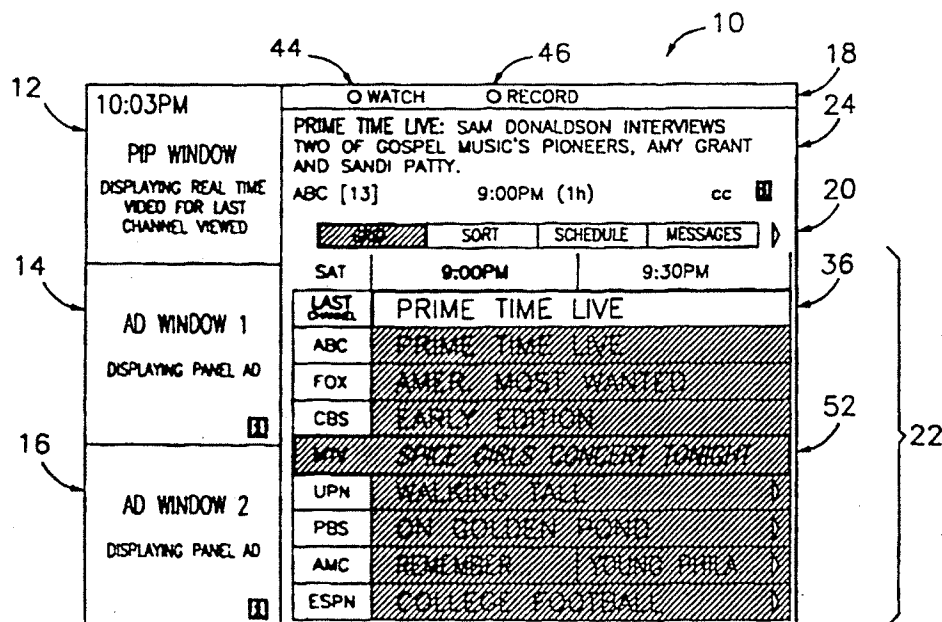 10
44
46
18
12
10:03PM
WATCH
RECORD
24
PIP WINDOW
DISPLAYING REAL TIME
VIDEO FOR LAST
CHANNEL VIEWED
PRIME TIME LIVE: SAM DONALDSON INTERVIEWS
TWO OF GOSPEL MUSIC'S PIONEERS, AMY GRANT
AND SANDI PATTY.
ABC [13] 9:00PM (1h) cc
20
SORT SCHEDULE MESSAGES
14
SAT 9:00PM 9:30PM
36
AD WINDOW 1
DISPLAYING PANEL AD
LAST
CHANNEL
PRIME TIME LIVE
ABC PRIME TIME LIVE
FOX AMER. MOST WANTED
CBS EARLY EDITION
52
MTV SPICE GIRLS CONCERT TONIGHT
22
16
AD WINDOW 2
DISPLAYING PANEL AD
UPN WALKING TALL
PBS ON GOLDEN POND
AMC REMEMBER YOUNG PHILA
ESPN COLLEGE FOOTBALL